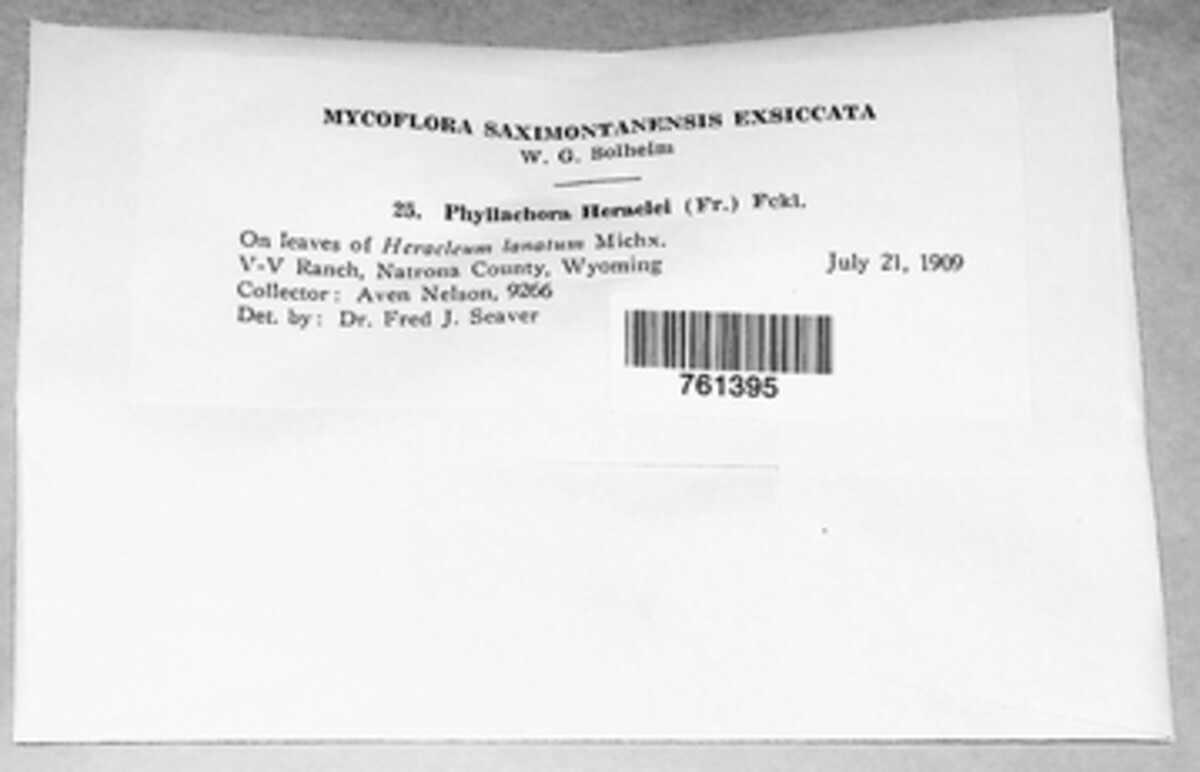 MYCOFLORA SAXIMONTANENSIS EXSICCATA
W. G. Solheim
25. Phyllachora Heraclei (Fr.) Fckl.
On leaves of Heracleum lanatum Michx.
V-V Ranch, Natrona County, Wyoming July 21, 1909
Collector: Aven Nelson, 9266
Det. by: Dr. Fred J. Seaver
761395